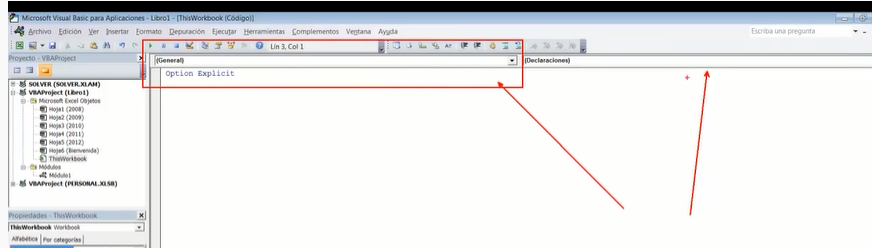 Microsoft Visual Basic para Aplicaciones - Libro1 - [ThisWorkbook (Código)]
Archivo Edición Ver Insertar Formato Depuración Ejecutar Herramientas Complementos Ventana Ayuda Escriba una pregunta
Lin 3, Col 1
Proyecto - VBAProject
(General) (Declaraciones)
Option Explicit
SOLVER (SOLVER.XLAM)
VBAProject (Libro1)
Microsoft Excel Objetos
Hoja1 (2008)
Hoja2 (2009)
Hoja3 (2010)
Hoja4 (2011)
Hoja5 (2012)
Hoja6 (Bienvenida)
ThisWorkbook
Módulos
Módulo1
VBAProject (PERSONAL.XLSB)
Propiedades - ThisWorkbook
ThisWorkbook Workbook
Alfabética Por categorías